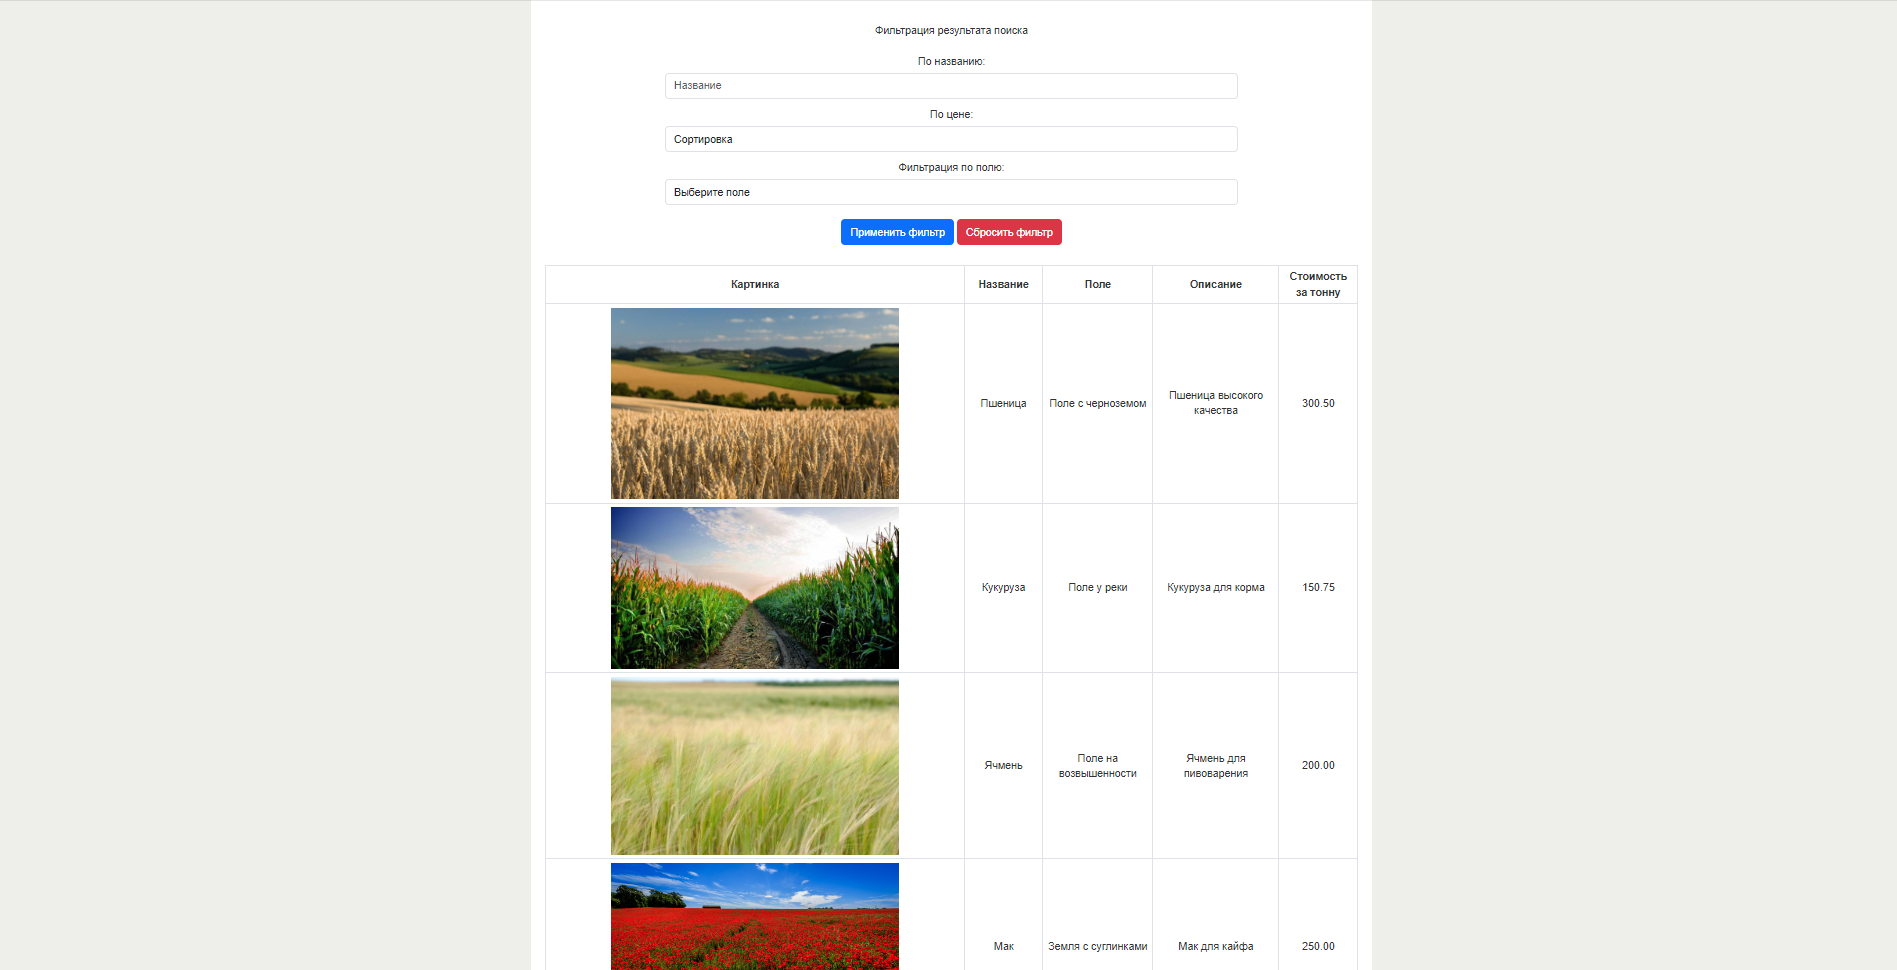 Фильтрация результата поиска
По названию:
Название
По цене:
Сортировка
Фильтрация по полю:
Выберите поле
Применить фильтр Сбросить фильтр
Картинка Название Поле Описание Стоимость
за тонну
Пшеница Поле с черноземом Пшеница высокого
качества 300.50
Кукуруза Поле у реки Кукуруза для корма 150.75
Ячмень Поле на
возвышенности Ячмень для
пивоварения 200.00
Мак Земля с суглинками Мак для кайфа 250.00